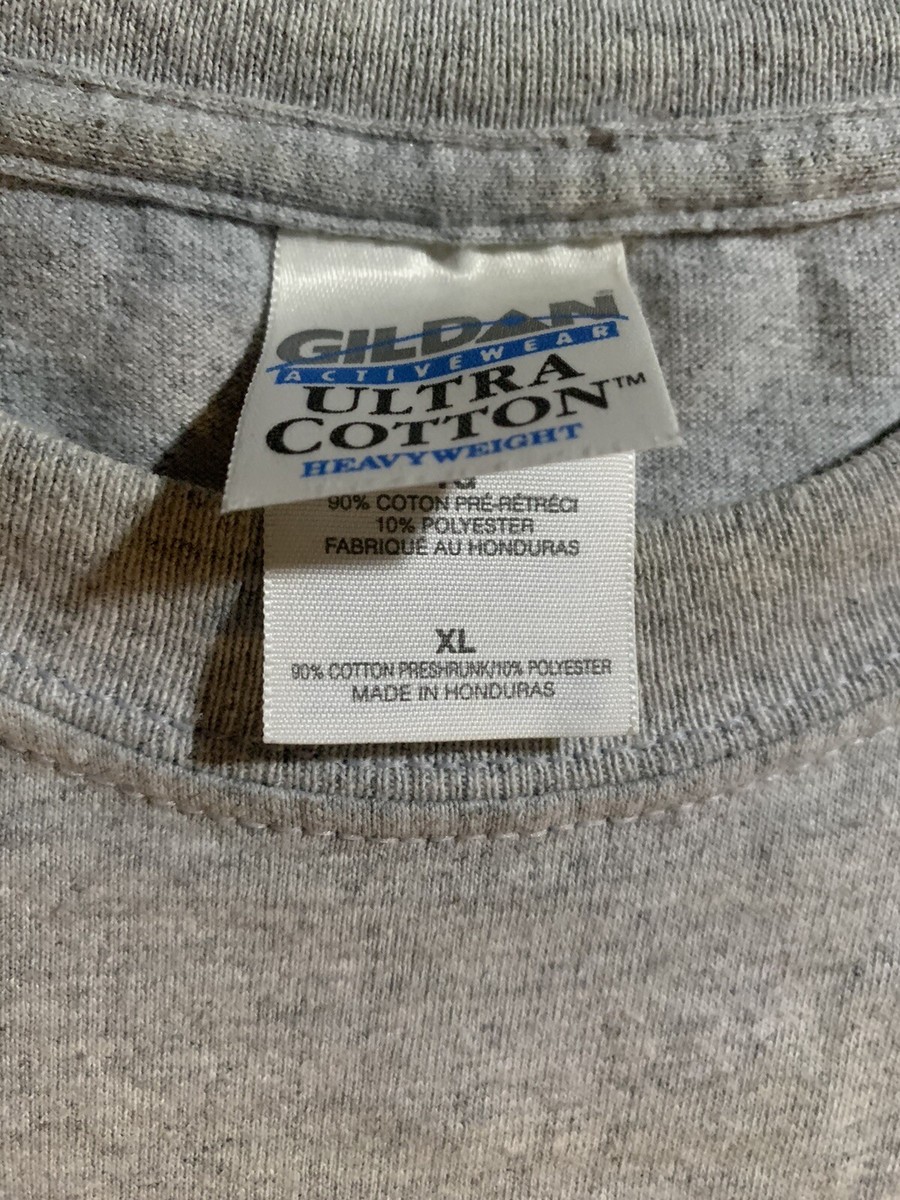 GILDAN
ACTIVEWEAR
ULTRA
COTTON™
HEAVYWEIGHT
90% COTON PRÉ-RÉTRÉCI
10% POLYESTER
FABRIQUÉ AU HONDURAS
XL
90% COTTON PRESHRUNK/10% POLYESTER
MADE IN HONDURAS